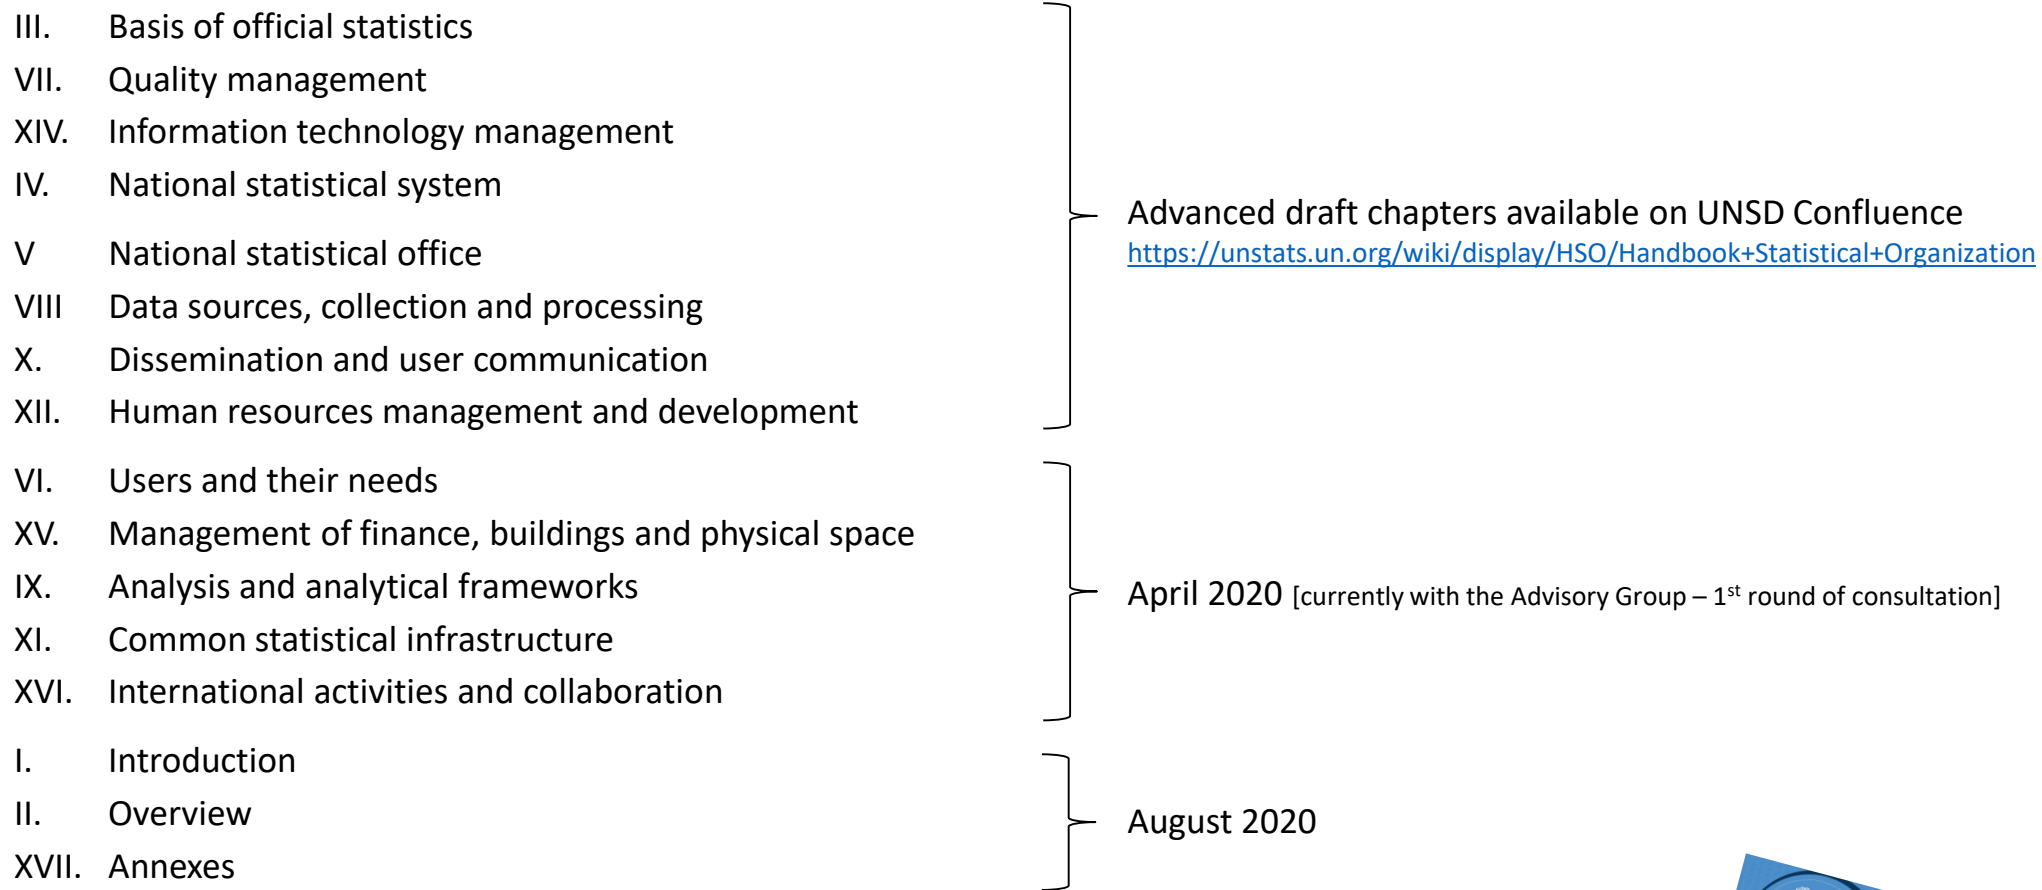 III. Basis of official statistics
VII. Quality management
XIV. Information technology management
IV. National statistical system
V National statistical office
VIII Data sources, collection and processing
X. Dissemination and user communication
XII. Human resources management and development
Advanced draft chapters available on UNSD Confluence
https://unstats.un.org/wiki/display/HSO/Handbook+Statistical+Organization
VI. Users and their needs
XV. Management of finance, buildings and physical space
IX. Analysis and analytical frameworks
XI. Common statistical infrastructure
XVI. International activities and collaboration
April 2020 [currently with the Advisory Group – 1st round of consultation]
I. Introduction
II. Overview
XVII. Annexes
August 2020